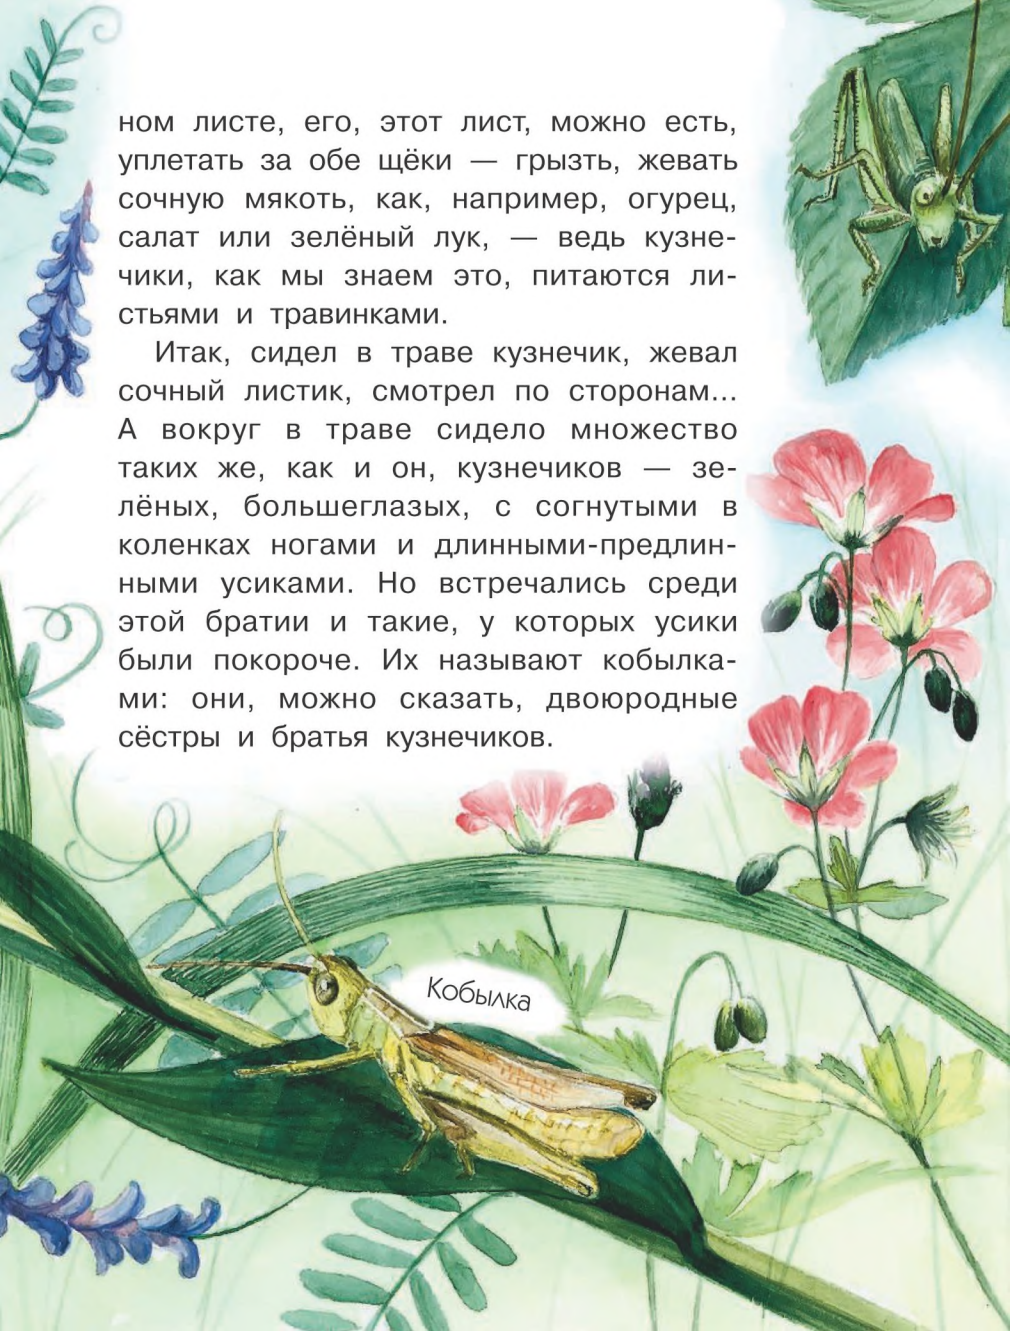 ном листе, его, этот лист, можно есть,
уплетать за обе щёки — грызть, жевать
сочную мякоть, как, например, огурец,
салат или зелёный лук, — ведь кузне-
чики, как мы знаем это, питаются ли-
стьями и травинками.
Итак, сидел в траве кузнечик, жевал
сочный листик, смотрел по сторонам...
А вокруг в траве сидело множество
таких же, как и он, кузнечиков — зе-
лёных, большеглазых, с согнутыми в
коленках ногами и длинными-предлин-
ными усиками. Но встречались среди
этой братии и такие, у которых усики
были покороче. Их называют кобылка-
ми: они, можно сказать, двоюродные
сёстры и братья кузнечиков.
Кобылка